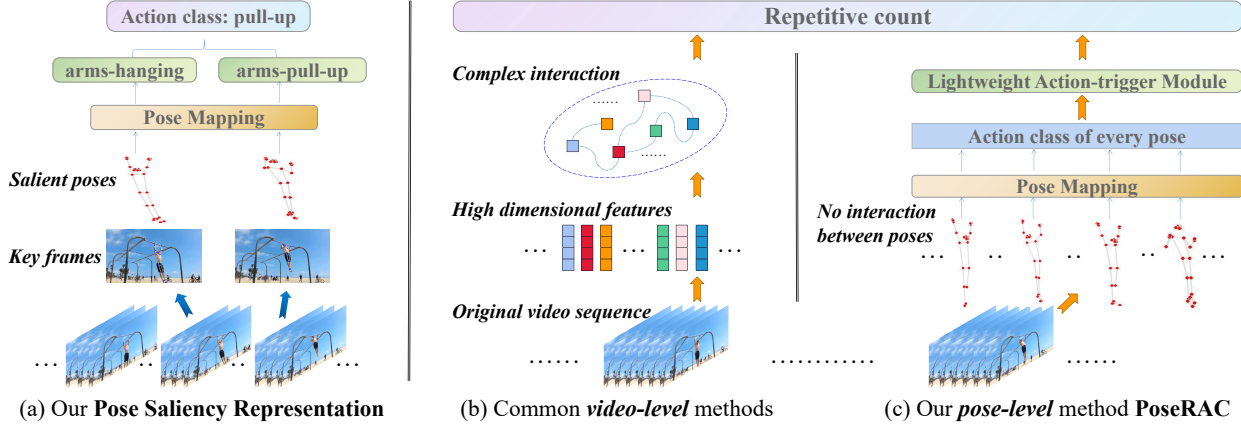 Action class: pull-up
arms-hanging
arms-pull-up
Pose Mapping
Salient poses
Key frames
... .. .. ...
(a) Our Pose Saliency Representation
Repetitive count
Complex interaction
......
......
High dimensional features
... ... ...
Original video sequence
...... ............
(b) Common video-level methods
Lightweight Action-trigger Module
Action class of every pose
Pose Mapping
No interaction
between poses
... .. .. .. ...
......
(c) Our pose-level method PoseRAC